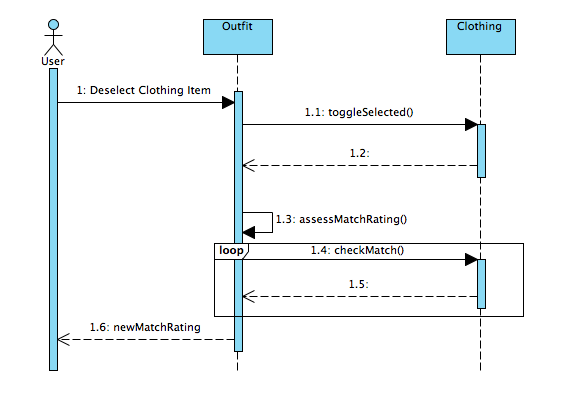 Outfit
Clothing
User
1: Deselect Clothing Item
1.1: toggleSelected()
1.2:
1.3: assessMatchRating()
loop
1.4: checkMatch()
1.5:
1.6: newMatchRating